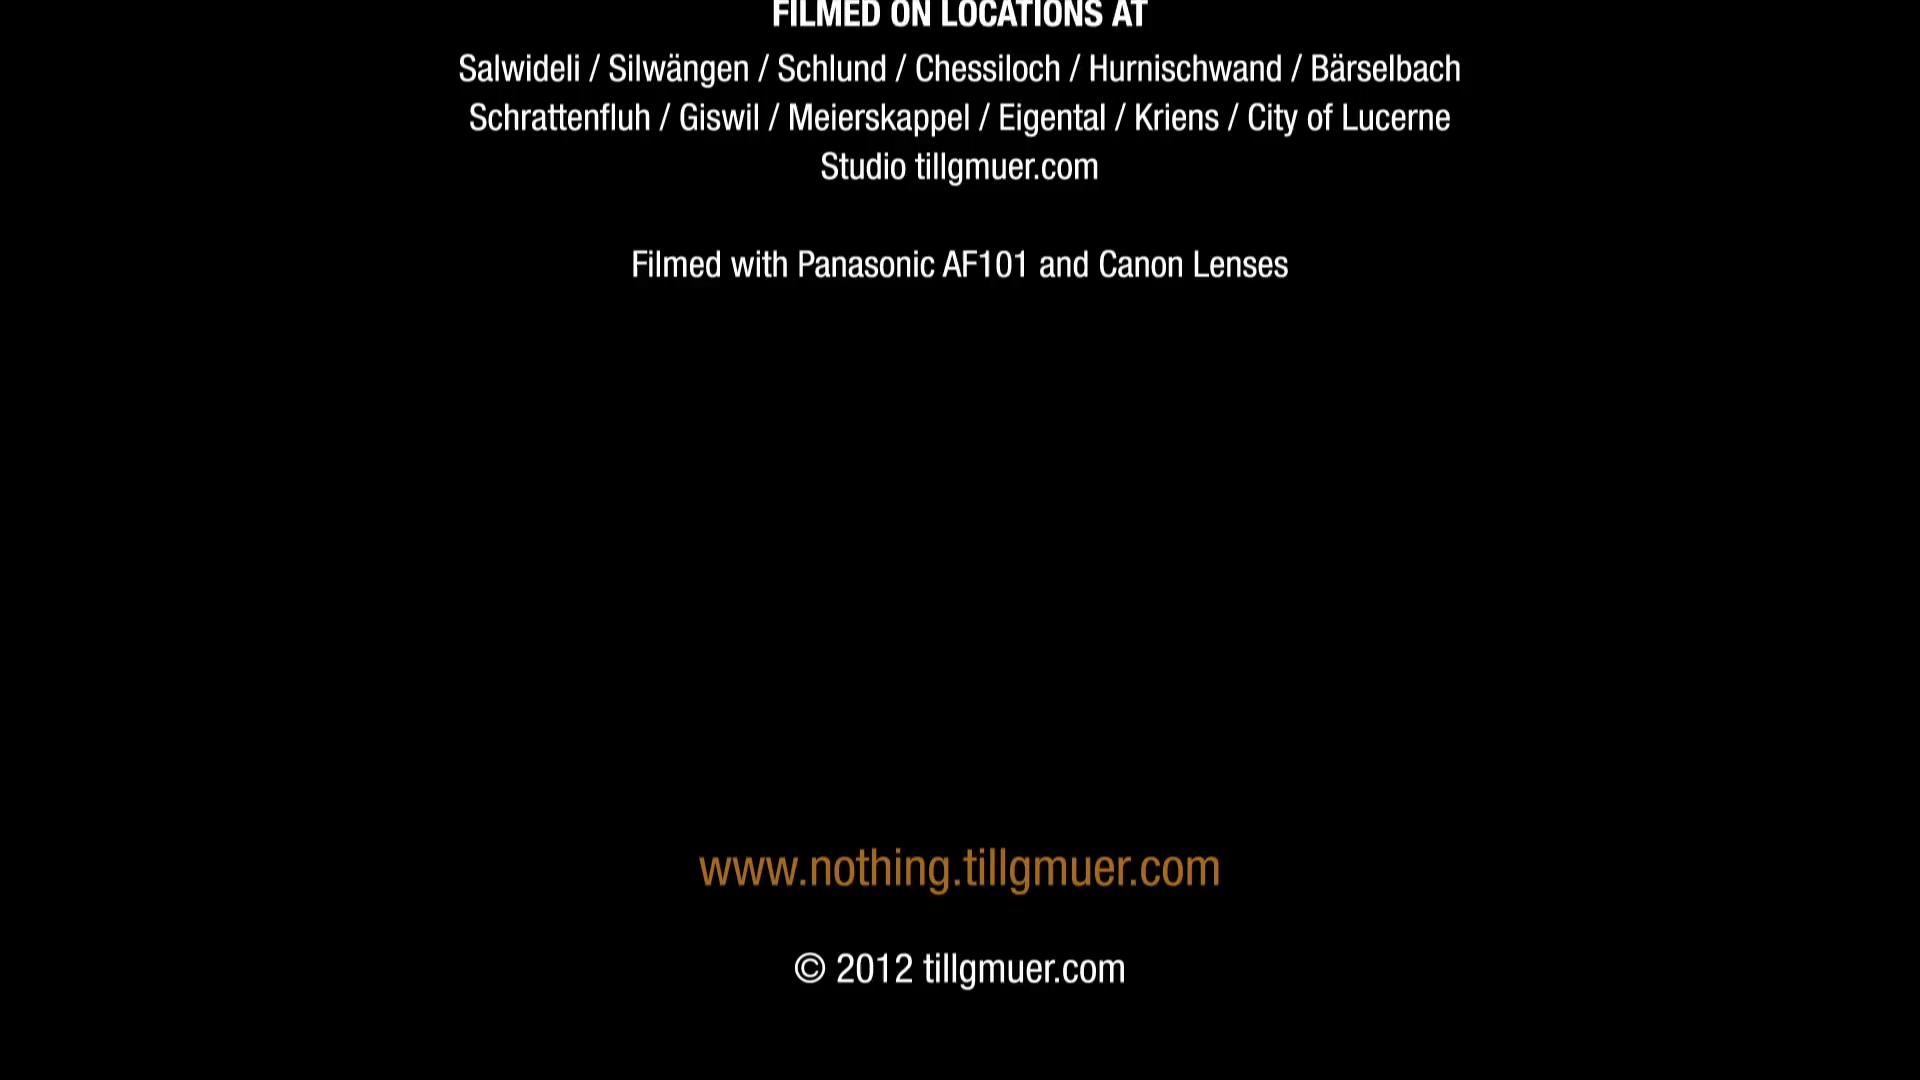 FILMED ON LOCATIONS AT
Salwideli / Silwängen / Schlund / Chessiloch / Hurnischwand / Bärselbach
Schrattenfluh / Giswil / Meierskappel / Eigental / Kriens / City of Lucerne
Studio tillgmuer.com
Filmed with Panasonic AF101 and Canon Lenses
www.nothing.tillgmuer.com
© 2012 tillgmuer.com